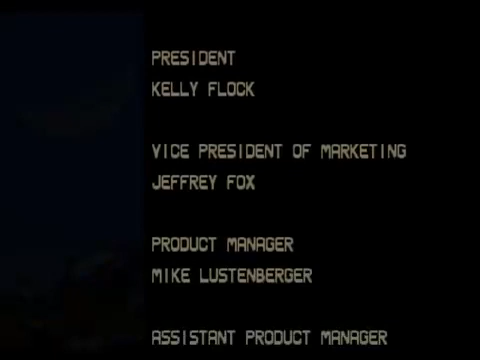 PRESIDENT
KELLY FLOCK
VICE PRESIDENT OF MARKETING
JEFFREY FOX
PRODUCT MANAGER
MIKE LUSTENBERGER
ASSISTANT PRODUCT MANAGER